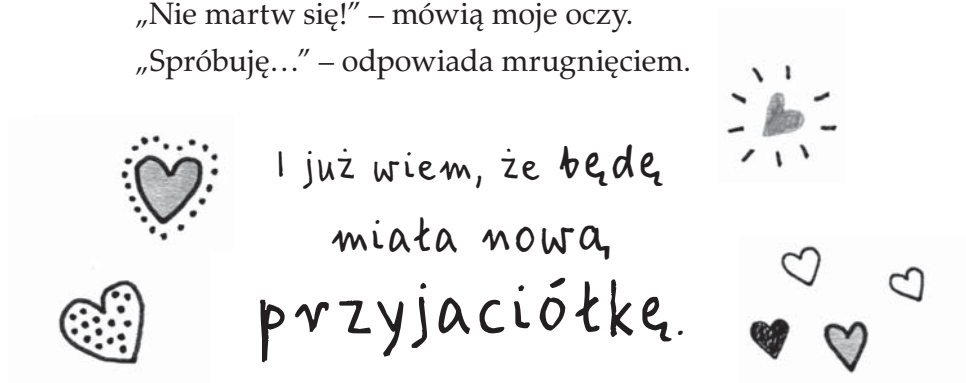 „Nie martw się!” – mówią moje oczy.
„Spróbuję…” – odpowiada mrugnięciem.
I już wiem, że będę
miała nową
przyjaciółkę.